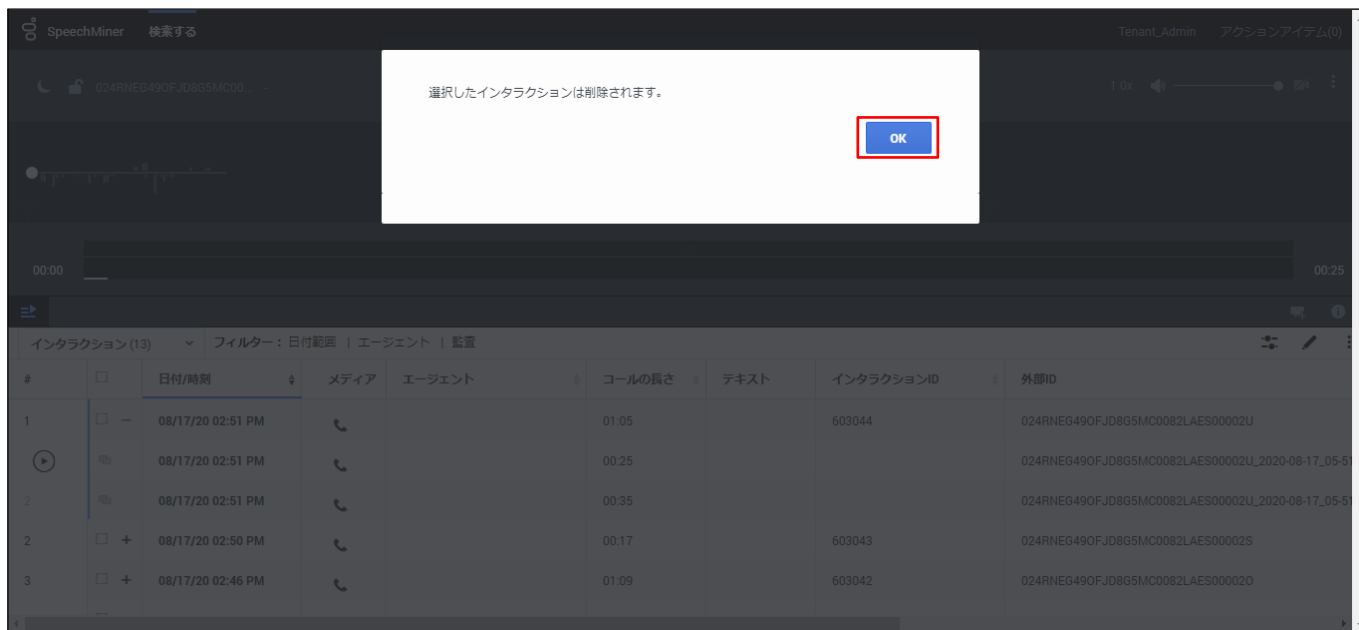 SpeechMiner 検索する Tenant_Admin アクションアイテム(0)
024RNEG49OFJD8G5MC00... - 1.0x
選択したインタラクションは削除されます。
OK
00:00 00:25
インタラクション (13) フィルター : 日付範囲 | エージェント | 監査
# 日付/時刻 メディア エージェント コールの長さ テキスト インタラクションID 外部ID
1 08/17/20 02:51 PM 01:05 603044 024RNEG49OFJD8G5MC0082LAES00002U
08/17/20 02:51 PM 00:25 024RNEG49OFJD8G5MC0082LAES00002U_2020-08-17_05-51
2 08/17/20 02:51 PM 00:35 024RNEG49OFJD8G5MC0082LAES00002U_2020-08-17_05-51
2 08/17/20 02:50 PM 00:17 603043 024RNEG49OFJD8G5MC0082LAES00002S
3 08/17/20 02:46 PM 01:09 603042 024RNEG49OFJD8G5MC0082LAES00002O